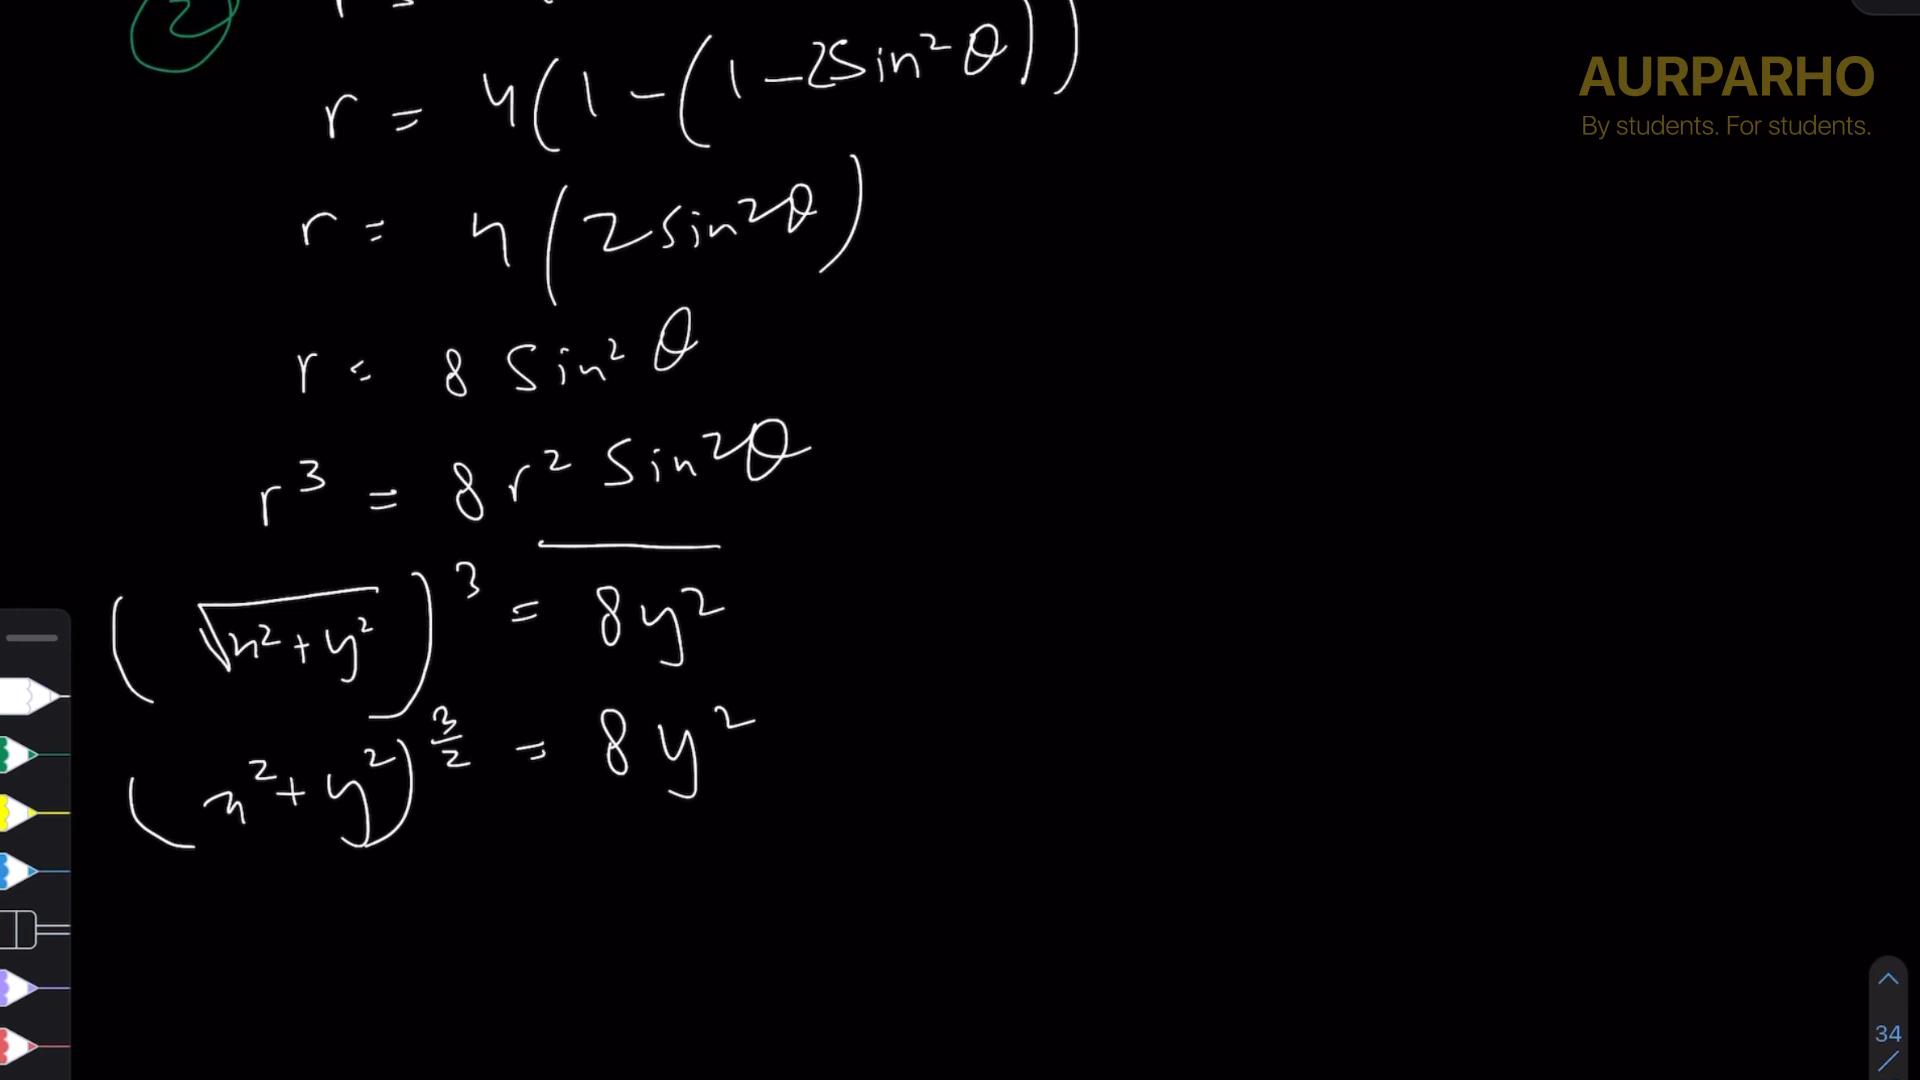 2
AURPARHO
By students. For students.
r = 4(1-(1-2Sin²θ))
r = 4(2sin²θ)
r = 8 Sin²θ
r³ = 8r² Sin²θ
(√x²+y²)³ = 8y²
(x²+y²)^3/2 = 8y²
34